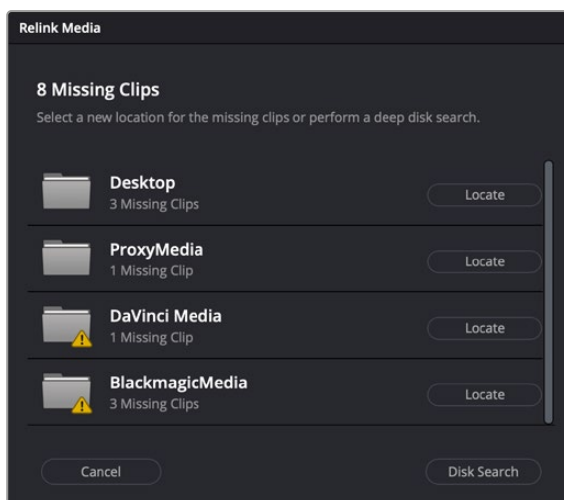 Relink Media
8 Missing Clips
Select a new location for the missing clips or perform a deep disk search.
Desktop
3 Missing Clips
Locate
ProxyMedia
1 Missing Clip
Locate
DaVinci Media
1 Missing Clip
Locate
BlackmagicMedia
3 Missing Clips
Locate
Cancel
Disk Search